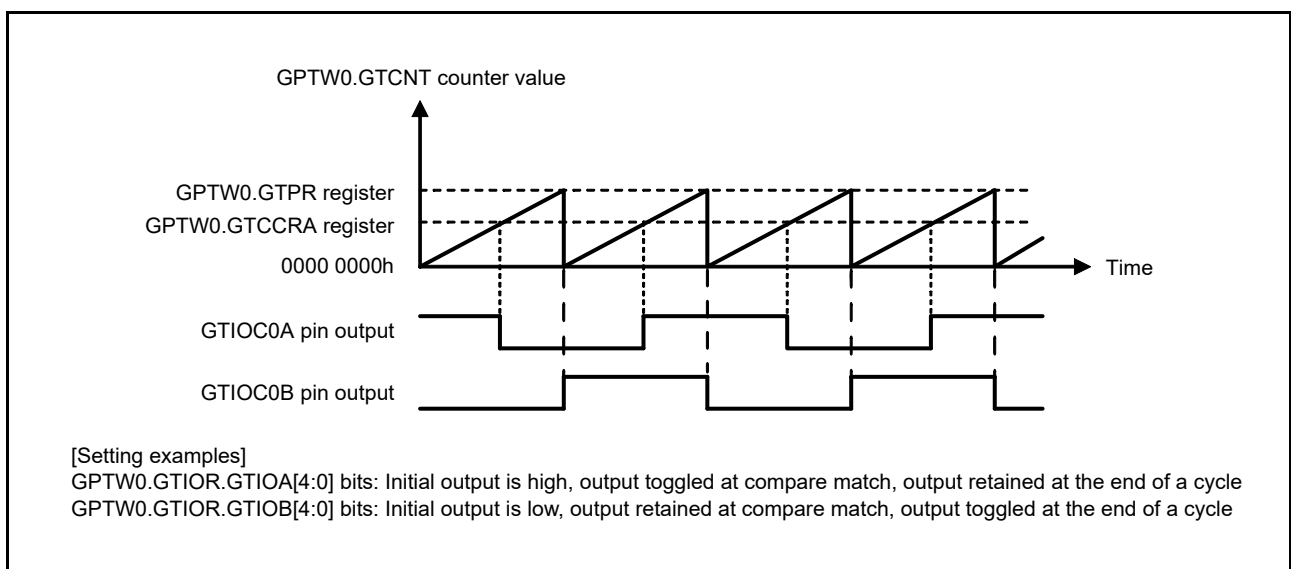 GPTW0.GTCNT counter value
GPTW0.GTPR register
GPTW0.GTCCRA register
0000 0000h
Time
GTIOC0A pin output
GTIOC0B pin output
[Setting examples]
GPTW0.GTIOR.GTIOA[4:0] bits: Initial output is high, output toggled at compare match, output retained at the end of a cycle
GPTW0.GTIOR.GTIOB[4:0] bits: Initial output is low, output retained at compare match, output toggled at the end of a cycle